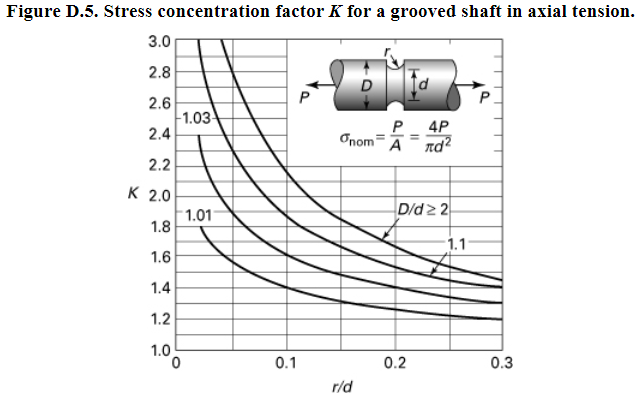 Figure D.5. Stress concentration factor K for a grooved shaft in axial tension.
3.0
2.8
2.6
2.4
2.2
2.0
1.8
1.6
1.4
1.2
1.0
K
0
0.1
0.2
0.3
r/d
1.03
1.01
D/d ≥ 2
1.1
r
D
d
P
P
σnom = P/A = 4P/πd²